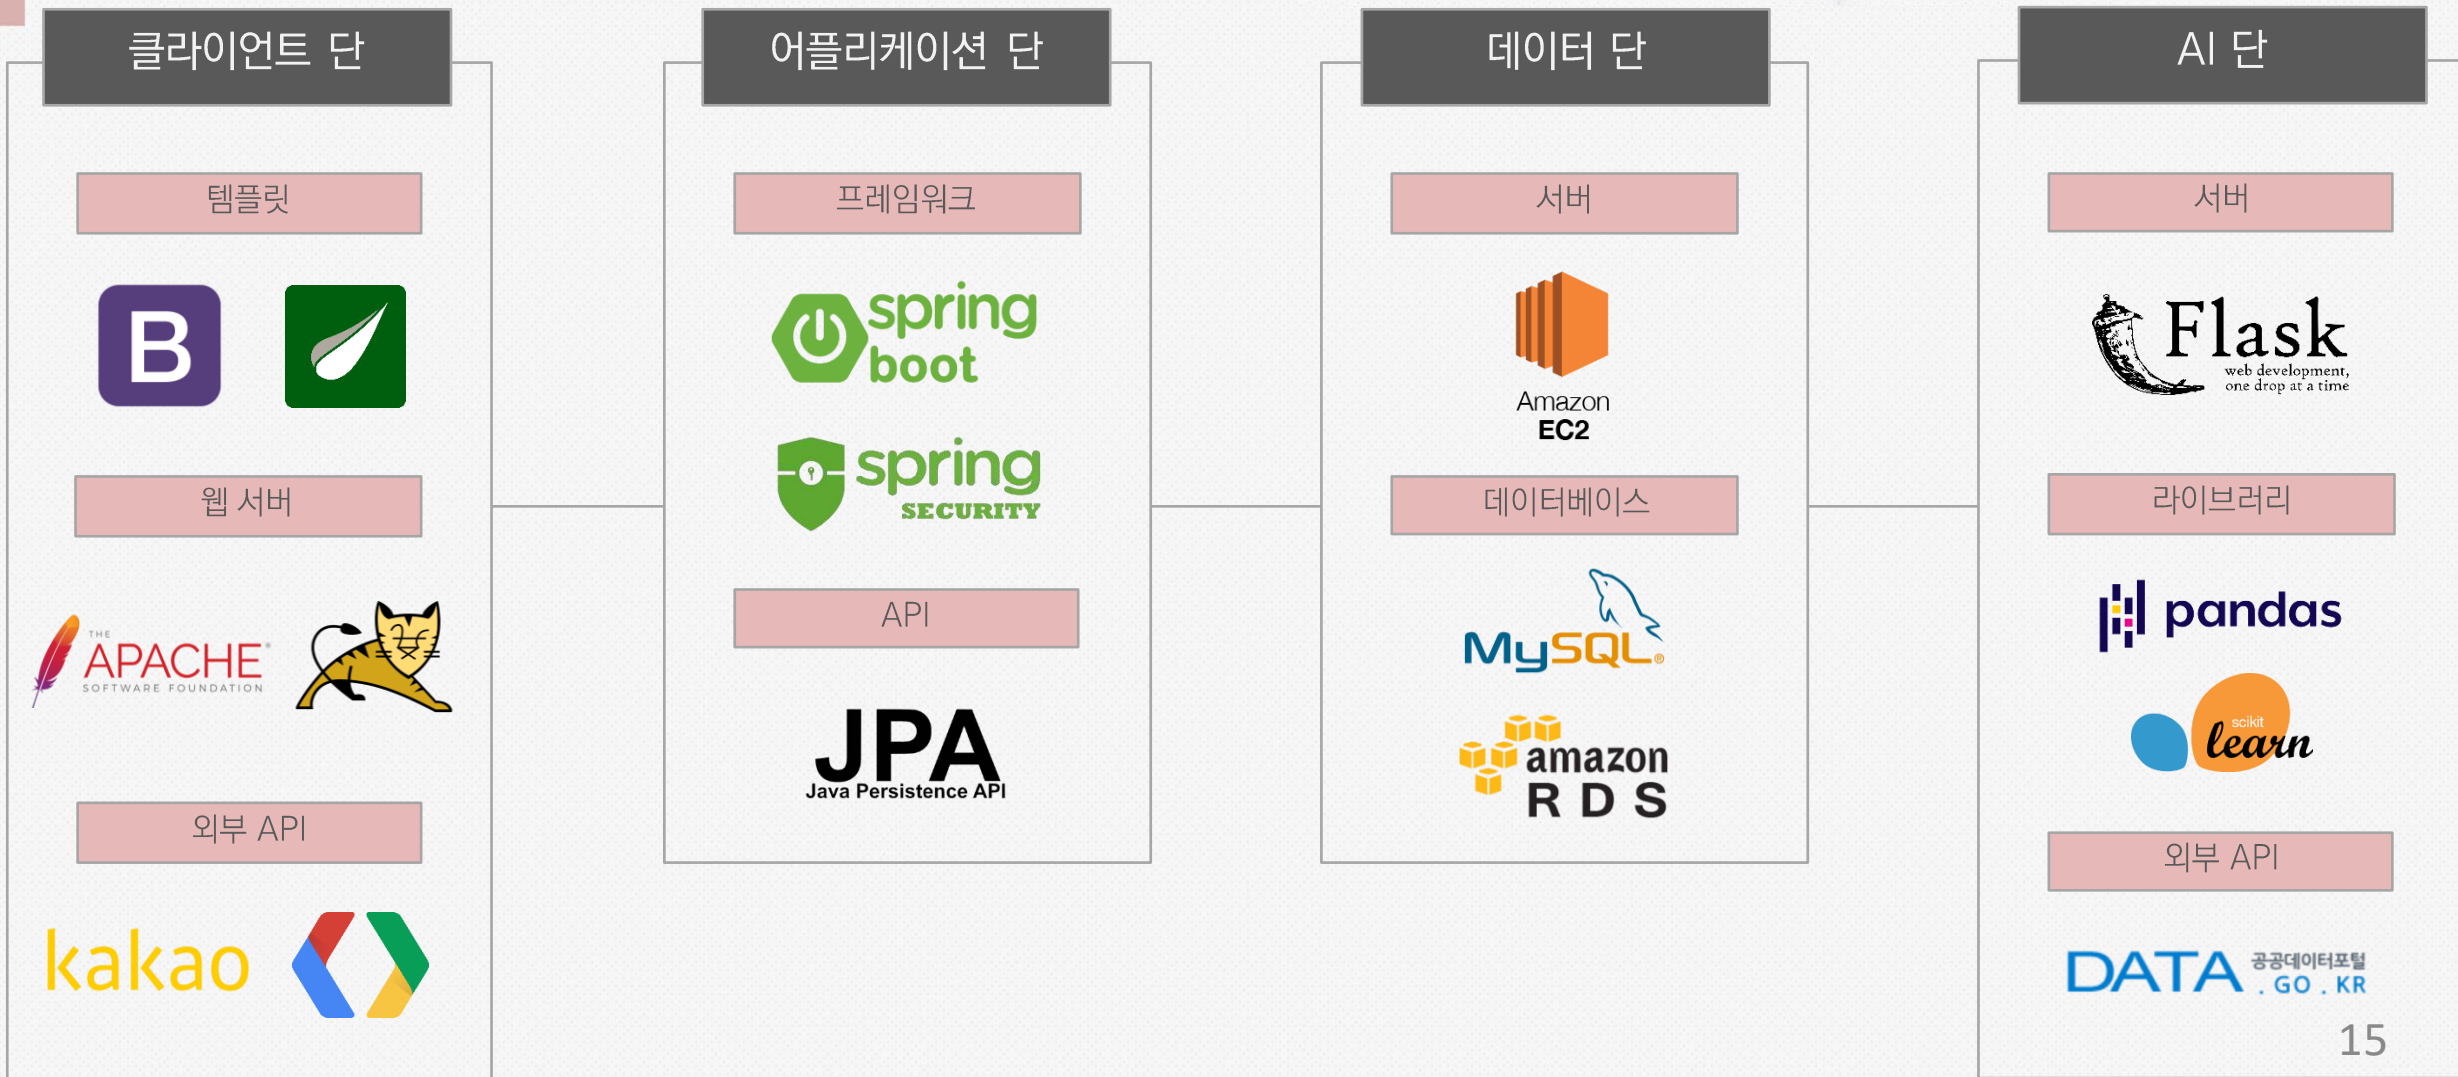 클라이언트 단
템플릿
B
웹 서버
THE
APACHE®
SOFTWARE FOUNDATION
외부 API
kakao
어플리케이션 단
프레임워크
spring
boot
spring
SECURITY
API
JPA
Java Persistence API
데이터 단
서버
Amazon
EC2
데이터베이스
MySQL®
amazon
RDS
AI 단
서버
Flask
web development,
one drop at a time
라이브러리
pandas
scikit
learn
외부 API
DATA 공공데이터포털
.GO.KR
15